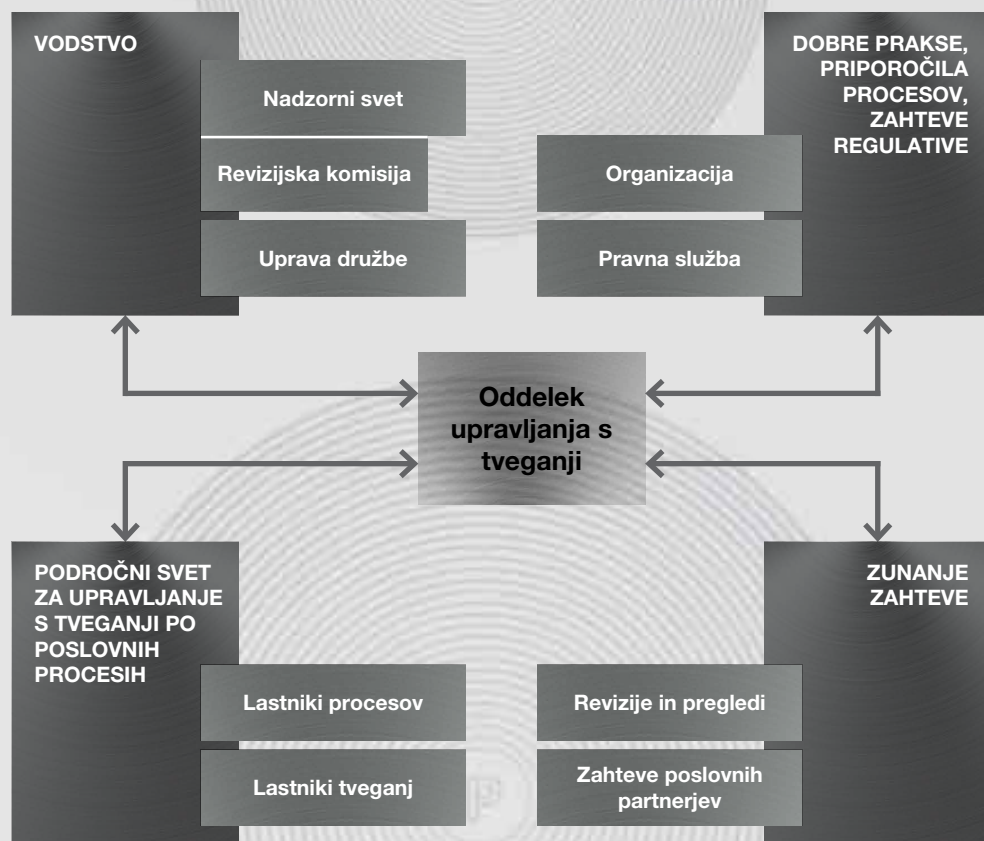 VODSTVO
Nadzorni svet
Revizijska komisija
Uprava družbe
DOBRE PRAKSE,
PRIPOROČILA
PROCESOV,
ZAHTEVE
REGULATIVE
Organizacija
Pravna služba
Oddelek
upravljanja s
tveganji
PODROČNI SVET
ZA UPRAVLJANJE
S TVEGANJI PO
POSLOVNIH
PROCESIH
Lastniki procesov
Lastniki tveganj
ZUNANJE
ZAHTEVE
Revizije in pregledi
Zahteve poslovnih
partnerjev